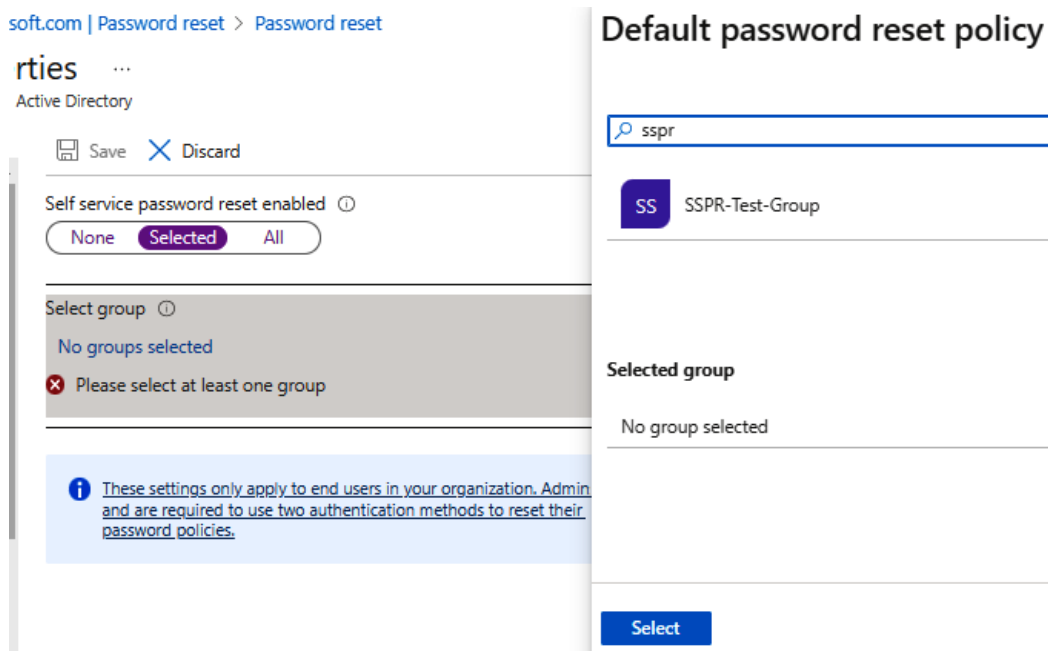 soft.com | Password reset > Password reset
rties ...
Active Directory
Save Discard
Self service password reset enabled
None Selected All
Select group
No groups selected
Please select at least one group
These settings only apply to end users in your organization. Admin
and are required to use two authentication methods to reset their
password policies.
Default password reset policy
sspr
SS SSPR-Test-Group
Selected group
No group selected
Select